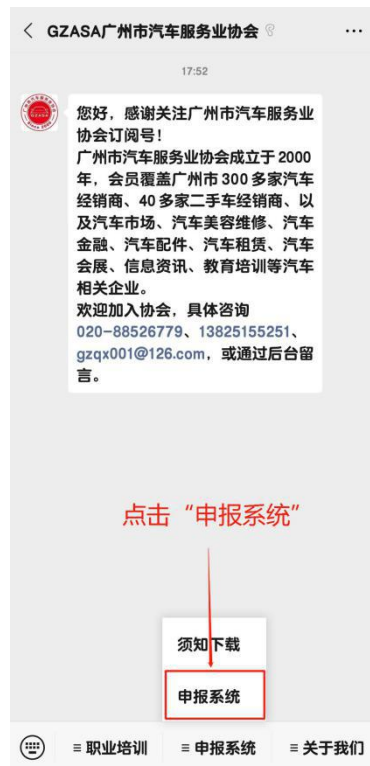 GZASA广州市汽车服务业协会
17:52
您好，感谢关注广州市汽车服务业
协会订阅号！
广州市汽车服务业协会成立于2000
年，会员覆盖广州市300多家汽车
经销商、40多家二手车经销商、以
及汽车市场、汽车美容维修、汽车
金融、汽车配件、汽车租赁、汽车
会展、信息资讯、教育培训等汽车
相关企业。
欢迎加入协会，具体咨询
020-88526779、13825155251、
gzqx001@126.com，或通过后台留
言。
点击“申报系统”
须知下载
申报系统
≡ 职业培训 ≡ 申报系统 ≡ 关于我们